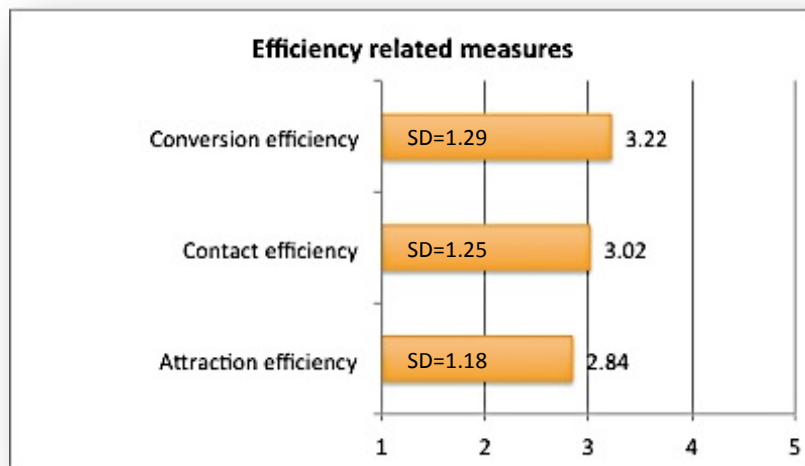 Efficiency related measures
Conversion efficiency SD=1.29 3.22
Contact efficiency SD=1.25 3.02
Attraction efficiency SD=1.18 2.84
1 2 3 4 5